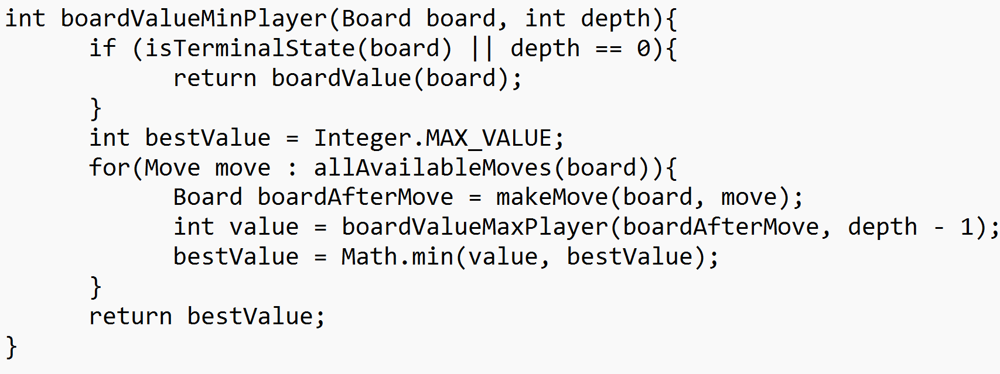 int boardValueMinPlayer(Board board, int depth){
      if (isTerminalState(board) || depth == 0){
            return boardValue(board);
      }
      int bestValue = Integer.MAX_VALUE;
      for(Move move : allAvailableMoves(board)){
            Board boardAfterMove = makeMove(board, move);
            int value = boardValueMaxPlayer(boardAfterMove, depth - 1);
            bestValue = Math.min(value, bestValue);
      }
      return bestValue;
}